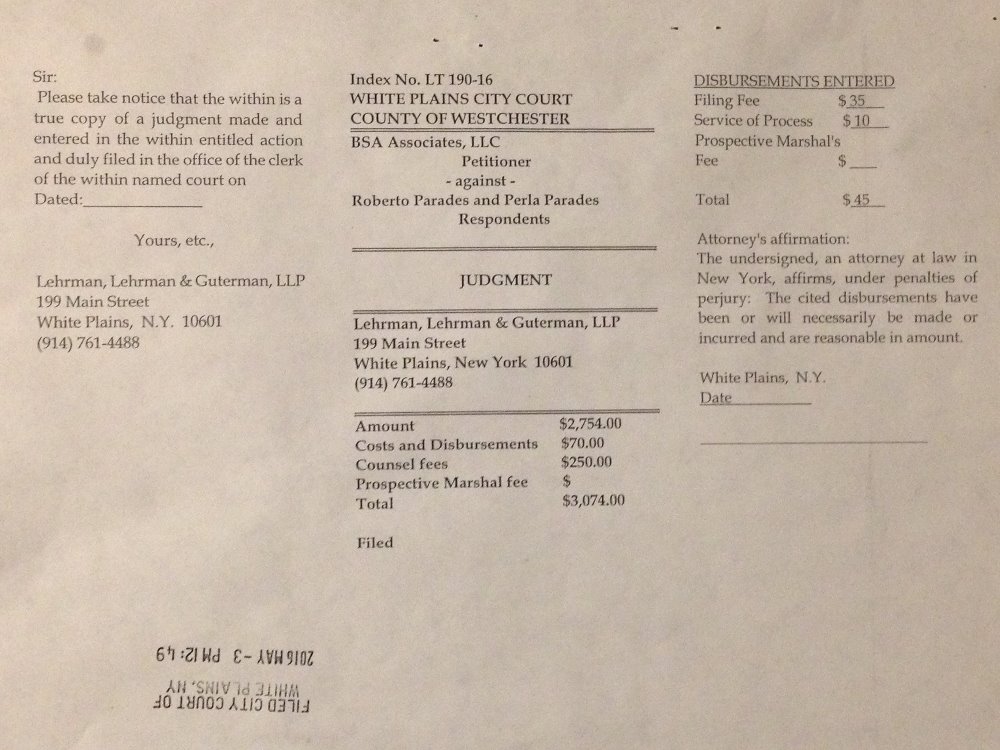 Sir:
Please take notice that the within is a
true copy of a judgment made and
entered in the within entitled action
and duly filed in the office of the clerk
of the within named court on
Dated:_______________
Yours, etc.,
Lehrman, Lehrman & Guterman, LLP
199 Main Street
White Plains, N.Y. 10601
(914) 761-4488
Index No. LT 190-16
WHITE PLAINS CITY COURT
COUNTY OF WESTCHESTER
BSA Associates, LLC
Petitioner
- against -
Roberto Parades and Perla Parades
Respondents
JUDGMENT
Lehrman, Lehrman & Guterman, LLP
199 Main Street
White Plains, New York 10601
(914) 761-4488
Amount $2,754.00
Costs and Disbursements $70.00
Counsel fees $250.00
Prospective Marshal fee $
Total $3,074.00
Filed
DISBURSEMENTS ENTERED
Filing Fee $ 35
Service of Process $ 10
Prospective Marshal's
Fee $ ___
Total $ 45
Attorney's affirmation:
The undersigned, an attorney at law in
New York, affirms, under penalties of
perjury: The cited disbursements have
been or will necessarily be made or
incurred and are reasonable in amount.
White Plains, N.Y.
Date__________
FILED CITY COURT OF
WHITE PLAINS, NY
2016 MAY -3 PM 12: 49